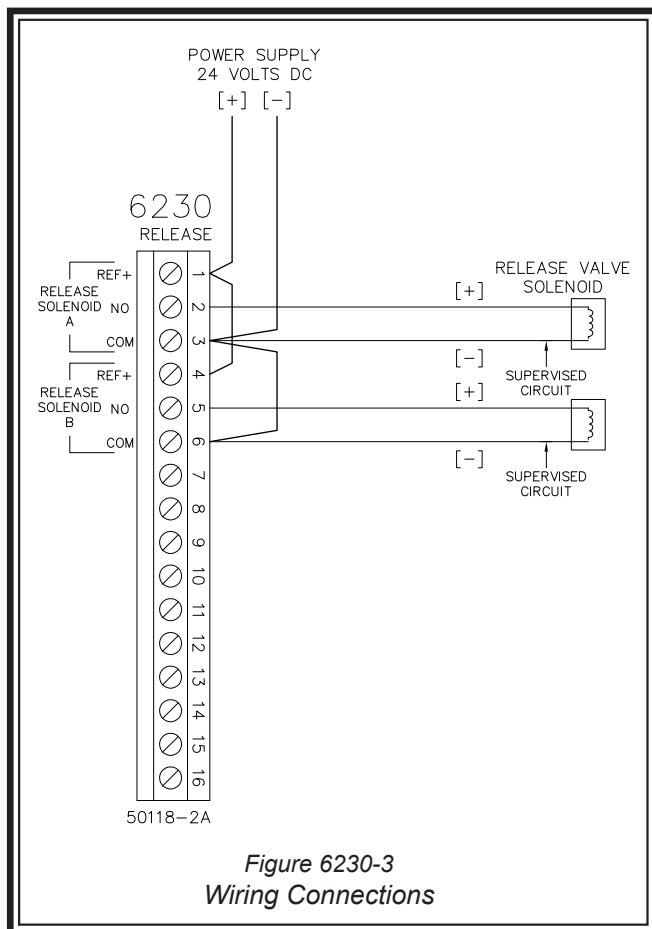 POWER SUPPLY
24 VOLTS DC
[+] [-]
6230
RELEASE
RELEASE
SOLENOID
A
REF+
NO
COM
RELEASE
SOLENOID
B
REF+
NO
COM
1
2
3
4
5
6
7
8
9
10
11
12
13
14
15
16
RELEASE VALVE
SOLENOID
[+]
[-]
SUPERVISED
CIRCUIT
[+]
[-]
SUPERVISED
CIRCUIT
50118-2A
Figure 6230-3
Wiring Connections